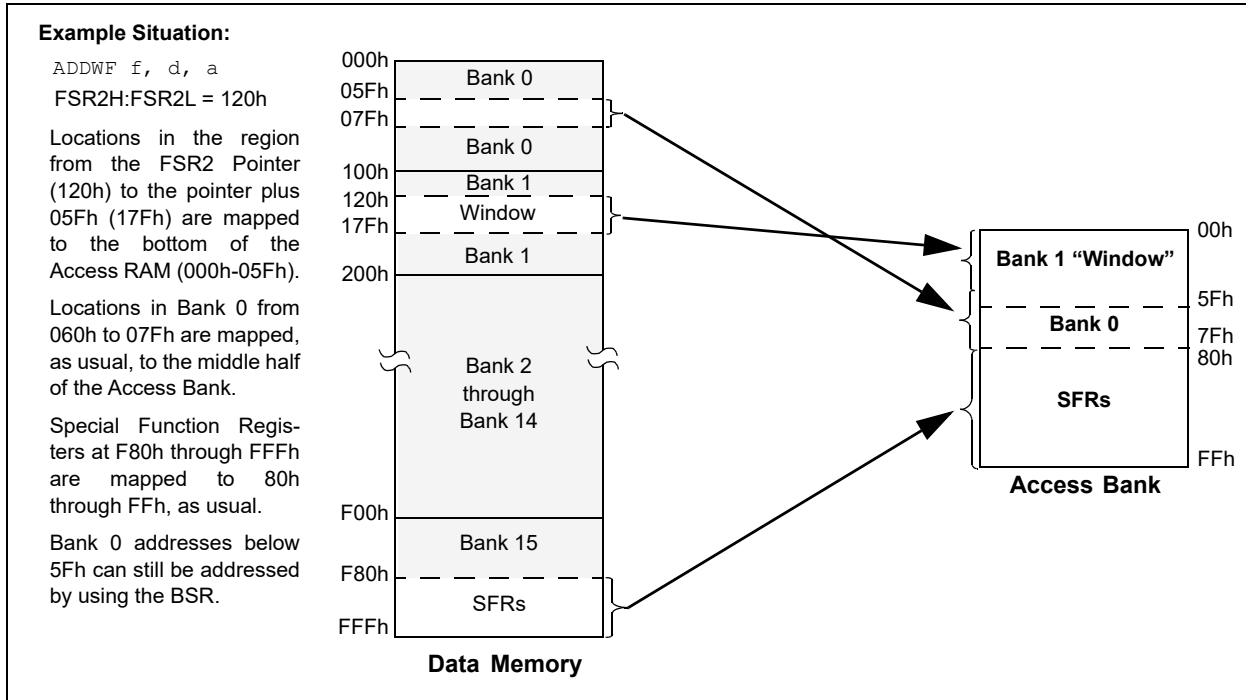 Example Situation:
ADDWF f, d, a
FSR2H:FSR2L = 120h
Locations in the region
from the FSR2 Pointer
(120h) to the pointer plus
05Fh (17Fh) are mapped
to the bottom of the
Access RAM (000h-05Fh).
Locations in Bank 0 from
060h to 07Fh are mapped,
as usual, to the middle half
of the Access Bank.
Special Function Regis-
ters at F80h through FFFh
are mapped to 80h
through FFh, as usual.
Bank 0 addresses below
5Fh can still be addressed
by using the BSR.
000h
Bank 0
05Fh
07Fh
Bank 0
100h
Bank 1
120h
Window
17Fh
Bank 1
200h
Bank 2
through
Bank 14
F00h
Bank 15
F80h
SFRs
FFFh
Data Memory
00h
Bank 1 “Window”
5Fh
Bank 0
7Fh
80h
SFRs
FFh
Access Bank